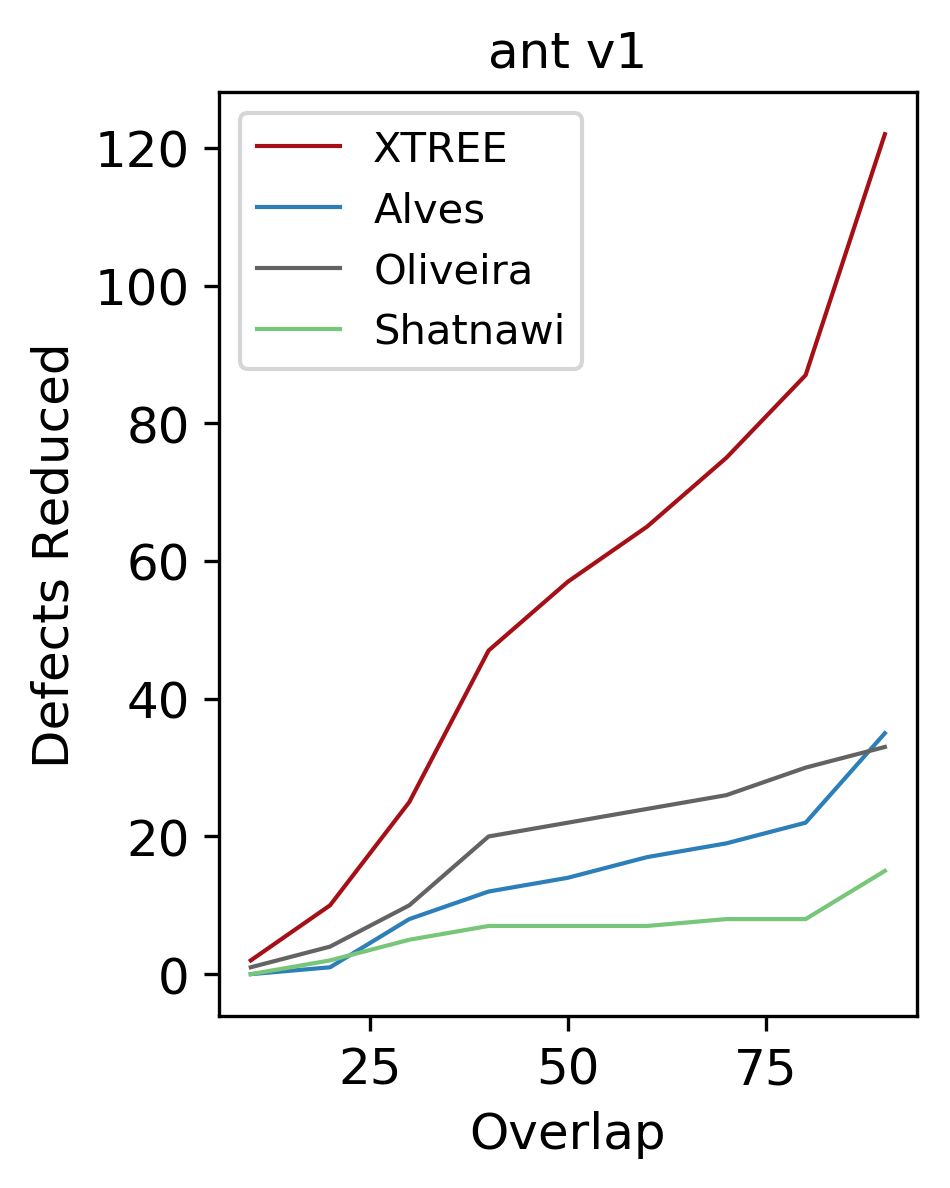 ant v1
XTREE
Alves
Oliveira
Shatnawi
Defects Reduced
120
100
80
60
40
20
0
25 50 75
Overlap